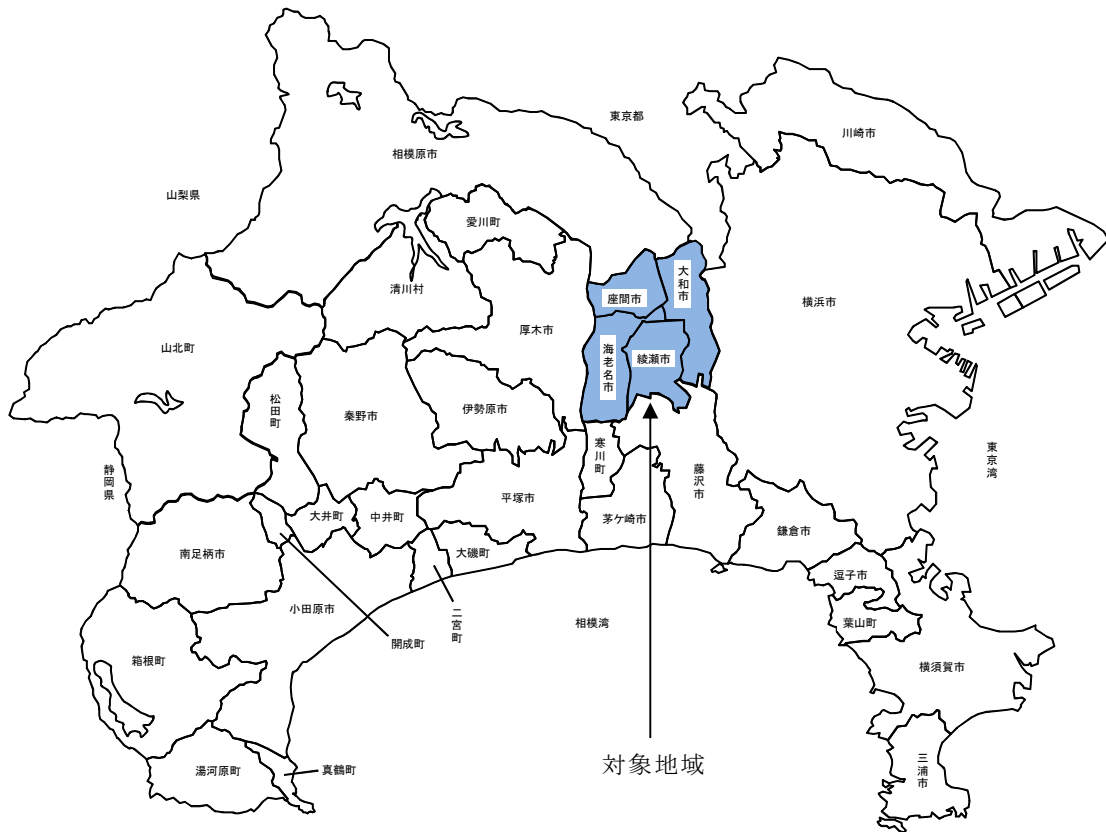 東京都
川崎市
相模原市
山梨県
愛川町
大和市
清川村
座間市
横浜市
厚木市
山北町
海老名市
綾瀬市
松田町
秦野市
伊勢原市
寒川町
東京湾
静岡県
藤沢市
平塚市
大井町
中井町
茅ケ崎市
鎌倉市
南足柄市
大磯町
逗子市
小田原市
二宮町
相模湾
葉山町
開成町
箱根町
横須賀市
対象地域
湯河原町
真鶴町
三浦市